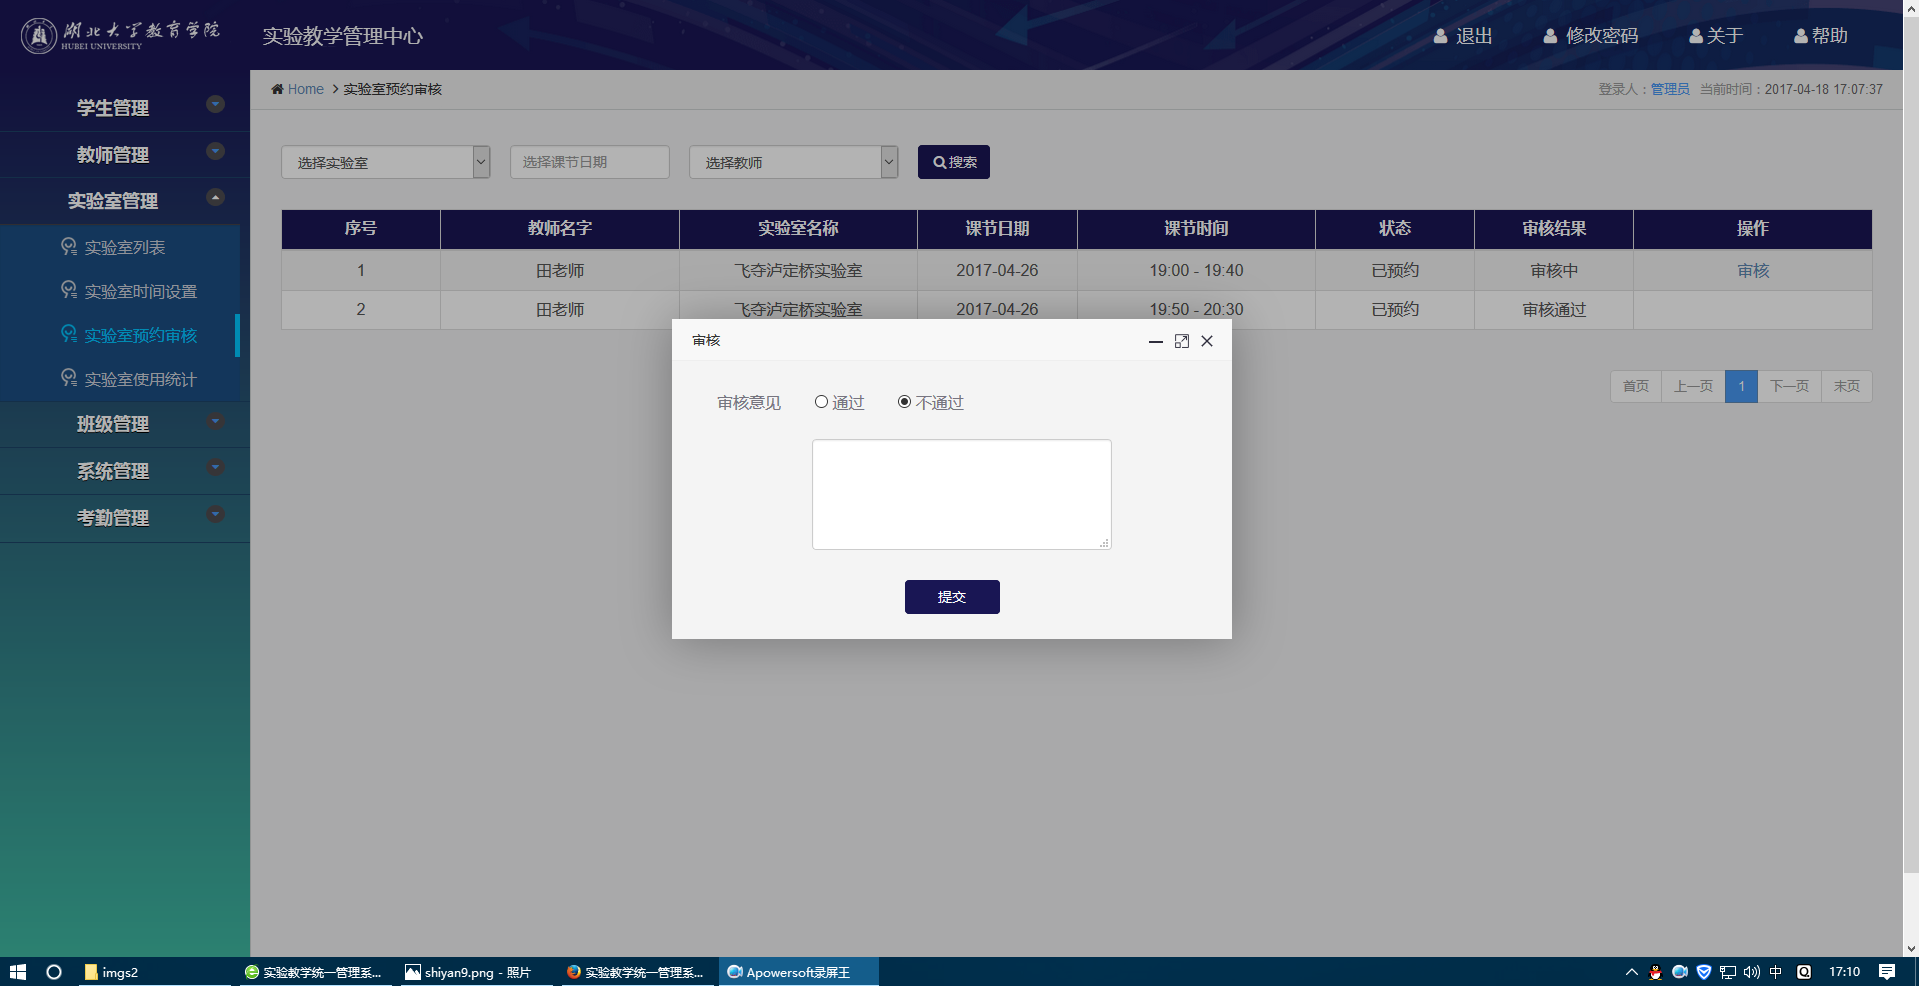 湖北大学教育学院
HUBEI UNIVERSITY
实验教学管理中心
退出
修改密码
关于
帮助
学生管理
教师管理
实验室管理
实验室列表
实验室时间设置
实验室预约审核
实验室使用统计
班级管理
系统管理
考勤管理
Home > 实验室预约审核
登录人：管理员 当前时间：2017-04-18 17:07:37
选择实验室
选择课节日期
选择教师
搜索
序号 教师名字 实验室名称 课节日期 课节时间 状态 审核结果 操作
1 田老师 飞夺泸定桥实验室 2017-04-26 19:00 - 19:40 已预约 审核中 审核
2 田老师 飞夺泸定桥实验室 2017-04-26 19:50 - 20:30 已预约 审核通过
首页 上一页 1 下一页 末页
审核
审核意见 通过 不通过
提交
imgs2
实验教学统一管理系...
shiyan9.png - 照片
实验教学统一管理系...
Apowersoft录屏王
中
17:10